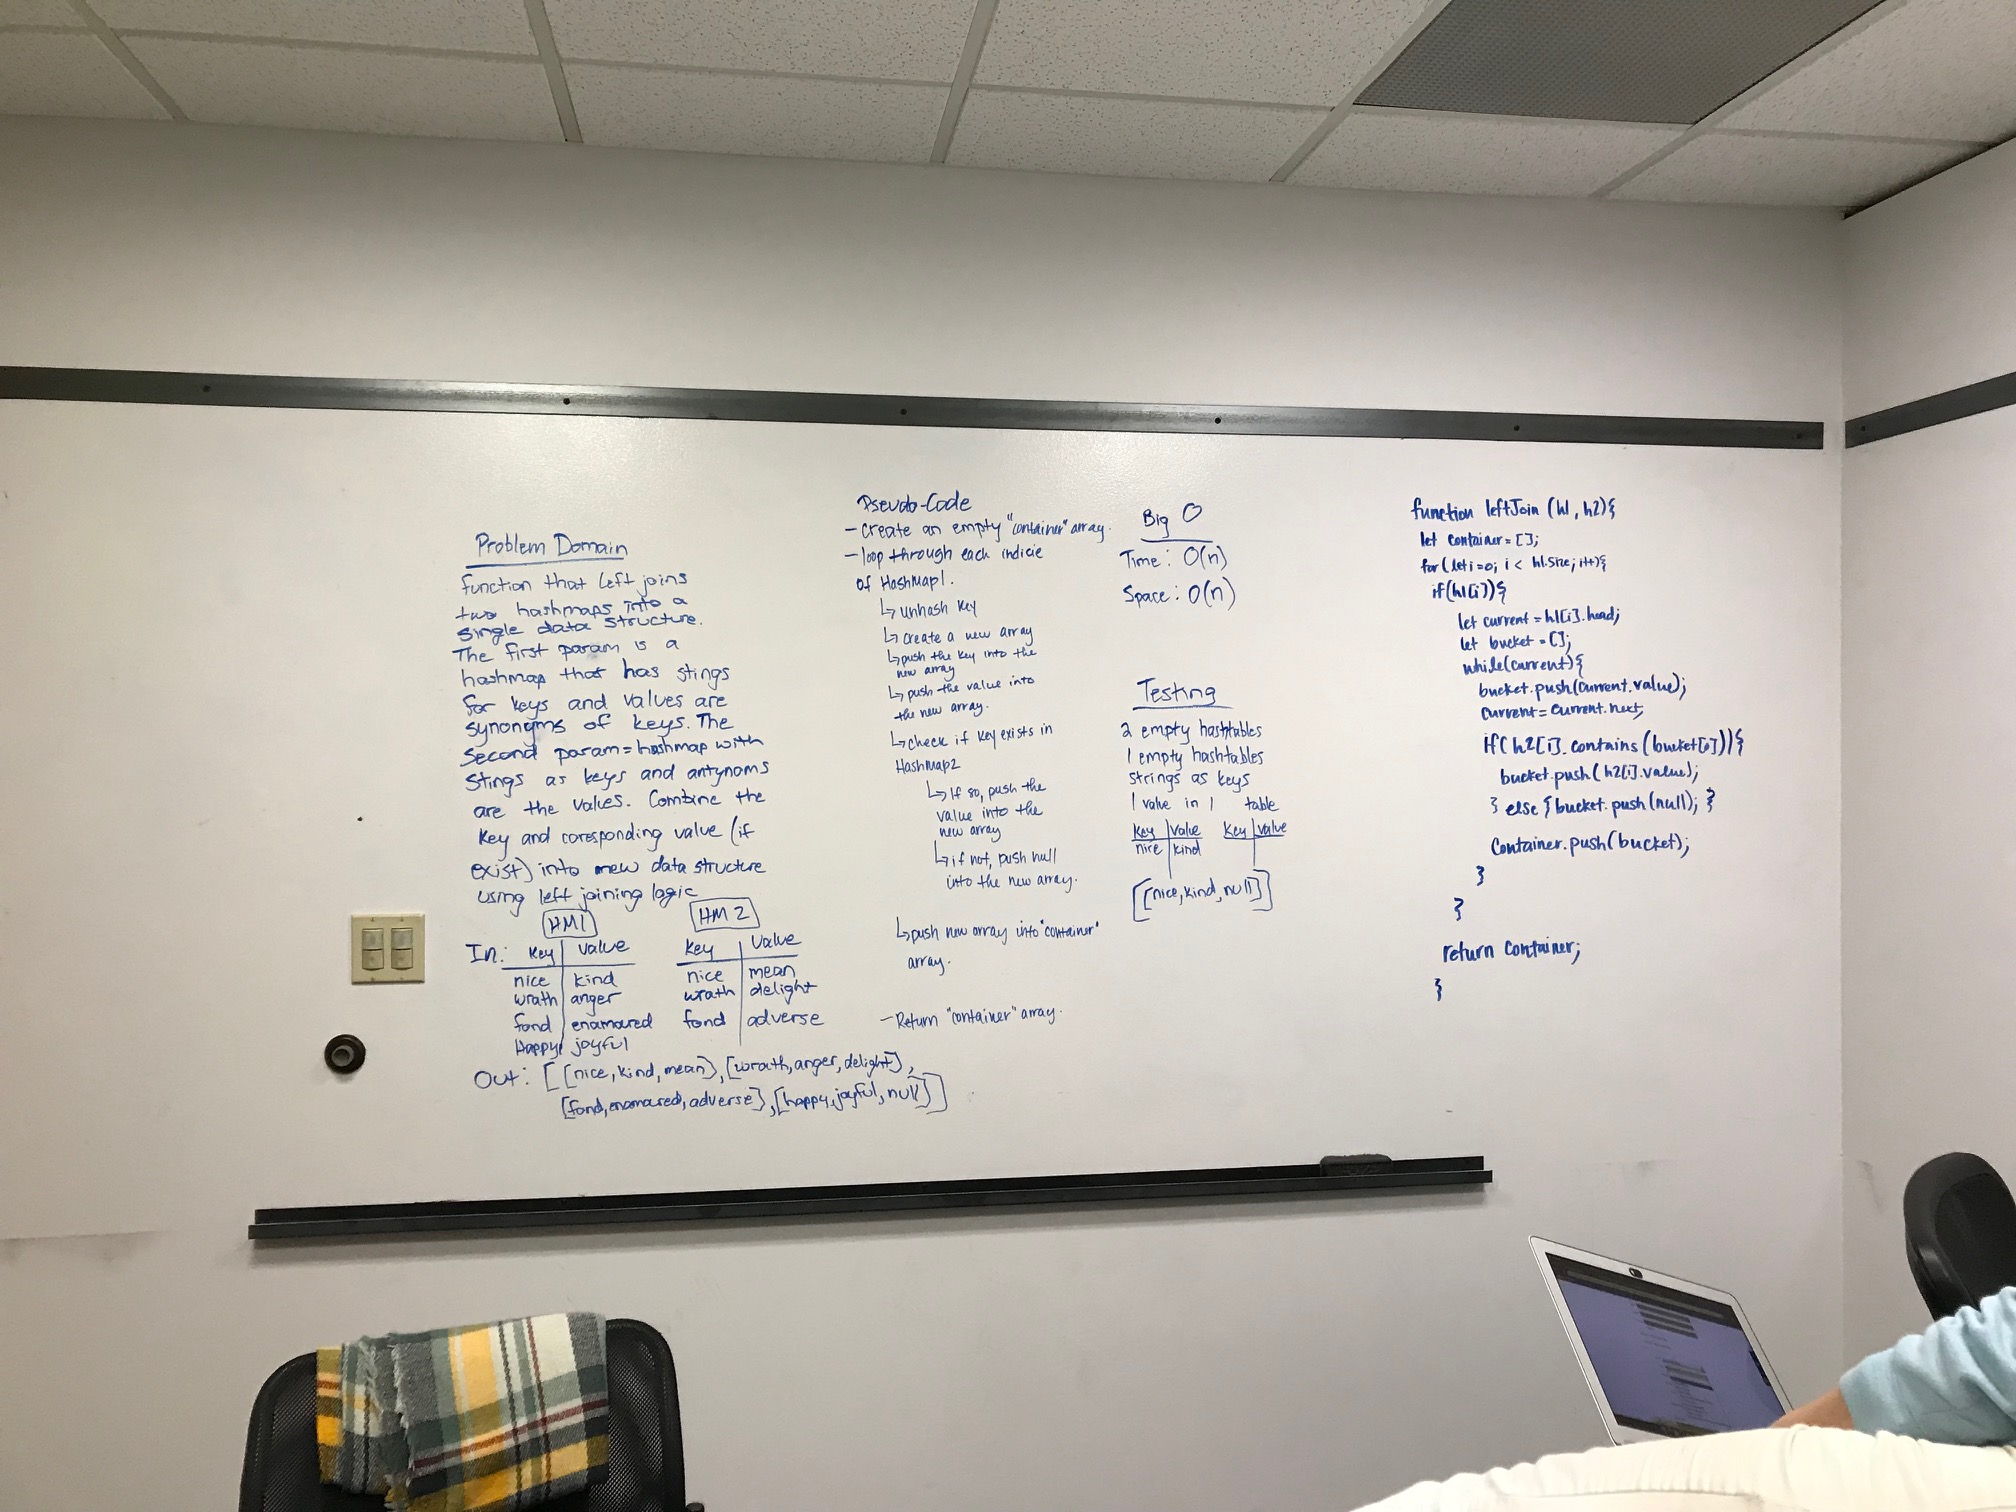 Problem Domain
function that left joins
two hashmaps into a
single data structure.
The first param is a
hashmap that has stings
for keys and values are
synonyms of keys. The
second param = hashmap with
stings as keys and antynoms
are the values. Combine the
key and coresponding value (if
exist) into new data structure
using left joining logic
HM1 HM2
In: Key | value Key | Value
nice | kind nice | mean
wrath | anger wrath | delight
fond | enamoured fond | adverse
Happy | joyful
Out: [[nice, kind, mean], [wrath, anger, delight],
[fond, enamoured, adverse], [happy, joyful, null]]
Pseudo-Code
- Create an empty "container" array.
- loop through each indicie
of HashMap1.
↳ unhash key
↳ create a new array
↳ push the key into the
new array
↳ push the value into
the new array.
↳ check if key exists in
HashMap2
↳ If so, push the
value into the
new array
↳ if not, push null
into the new array.
↳ push new array into "container"
array.
- Return "container" array.
Big O
Time: O(n)
Space: O(n)
Testing
2 empty hashtables
1 empty hashtables
strings as keys
1 value in 1 table
Key | Value Key | Value
nice | kind
[[nice, kind, null]]
function leftJoin (h1, h2){
let container = [];
for (let i=0; i < h1.size; i++){
if(h1[i]){
let current = h1[i].head;
let bucket = [];
while(current){
bucket.push(current.value);
current = current.next;
if( h2[i].contains(bucket[0])){
bucket.push(h2[i].value);
} else { bucket.push(null); }
Container.push(bucket);
}
}
return container;
}